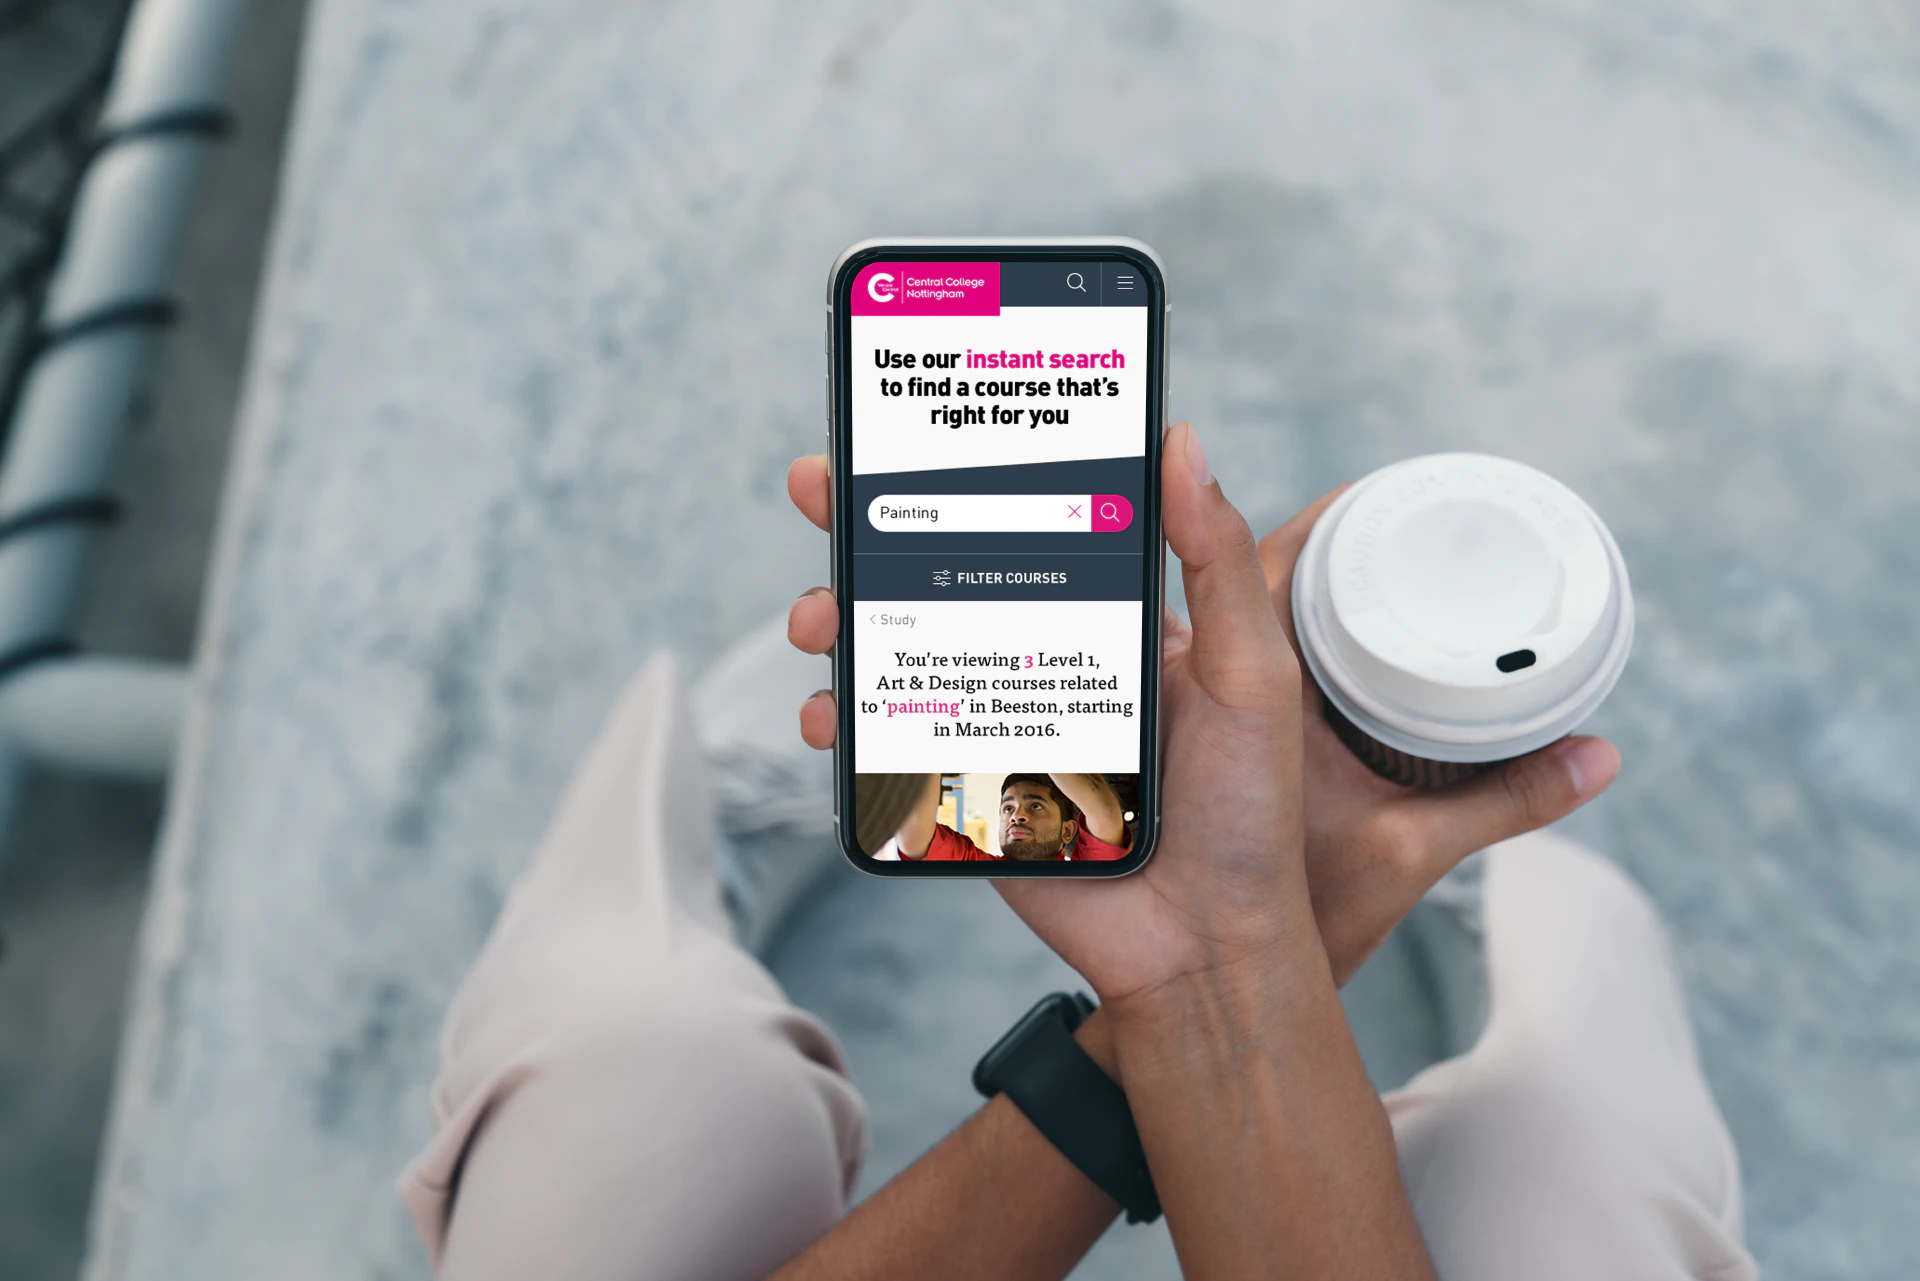 Central College
Nottingham
Use our instant search
to find a course that's
right for you
Painting
FILTER COURSES
< Study
You're viewing 3 Level 1,
Art & Design courses related
to 'painting' in Beeston, starting
in March 2016.